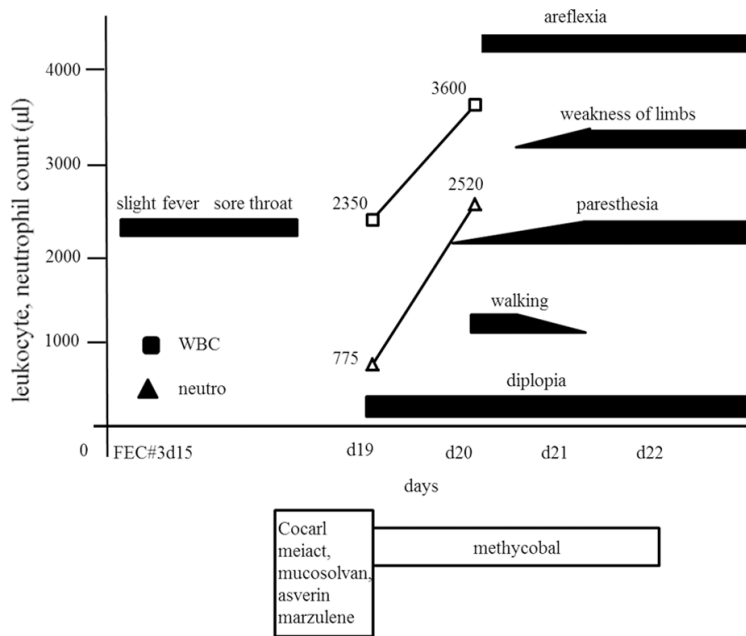 areflexia
4000
3600
weakness of limbs
3000
2520
slight fever sore throat
2350
paresthesia
2000
walking
1000
WBC
775
neutro
diplopia
leukocyte, neutrophil count (μl)
0
FEC#3d15
d19
d20
d21
d22
days
Cocarl
meiact,
mucosolvan,
asverin
marzulene
methycobal